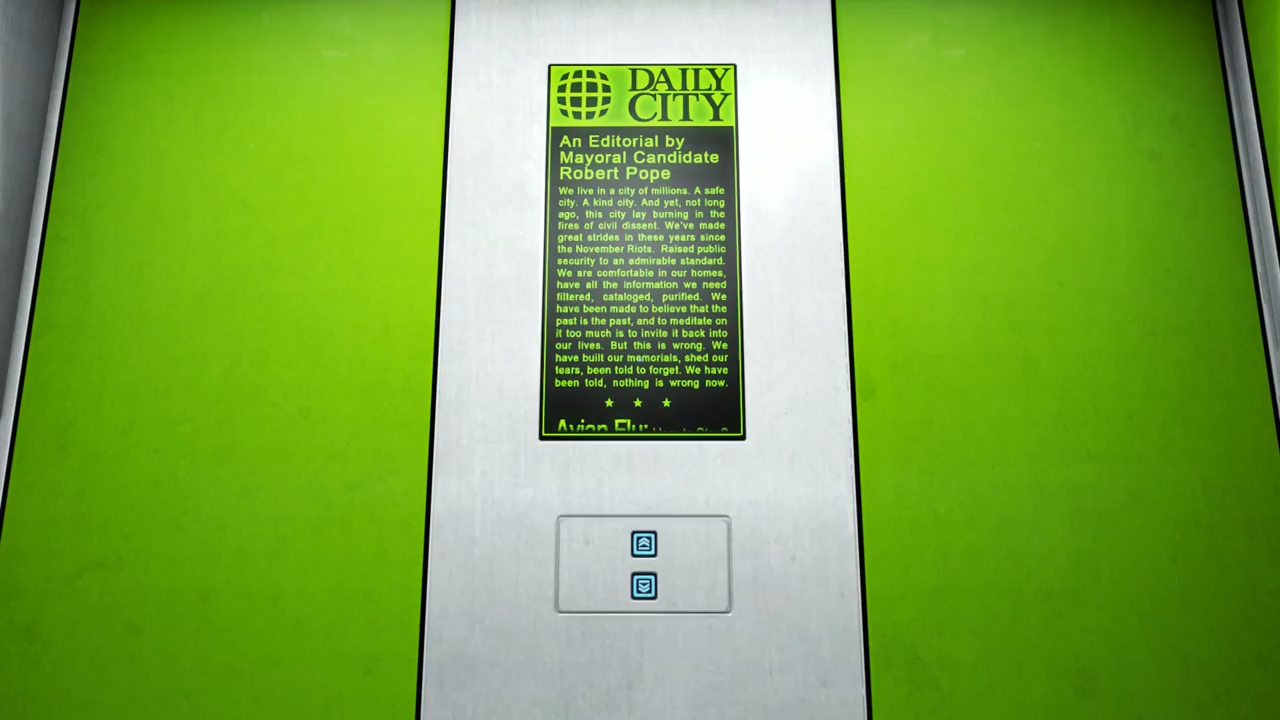 DAILY
CITY
An Editorial by
Mayoral Candidate
Robert Pope
We live in a city of millions. A safe
city. A kind city. And yet, not long
ago, this city lay burning in the
fires of civil dissent. We've made
great strides in these years since
the November Riots. Raised public
security to an admirable standard.
We are comfortable in our homes,
have all the information we need
filtered, cataloged, purified. We
have been made to believe that the
past is the past, and to meditate on
it too much is to invite it back into
our lives. But this is wrong. We
have built our memorials, shed our
tears, been told to forget. We have
been told, nothing is wrong now.
Avian Flu: